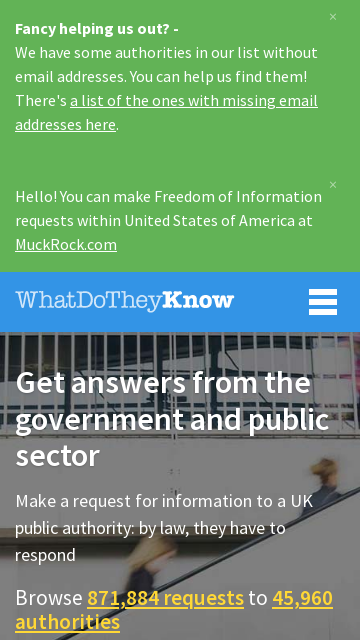 ×
Fancy helping us out? -
We have some authorities in our list without
email addresses. You can help us find them!
There's a list of the ones with missing email
addresses here.
×
Hello! You can make Freedom of Information
requests within United States of America at
MuckRock.com
WhatDoTheyKnow
Get answers from the
government and public
sector
Make a request for information to a UK
public authority: by law, they have to
respond
Browse 871,884 requests to 45,960
authorities